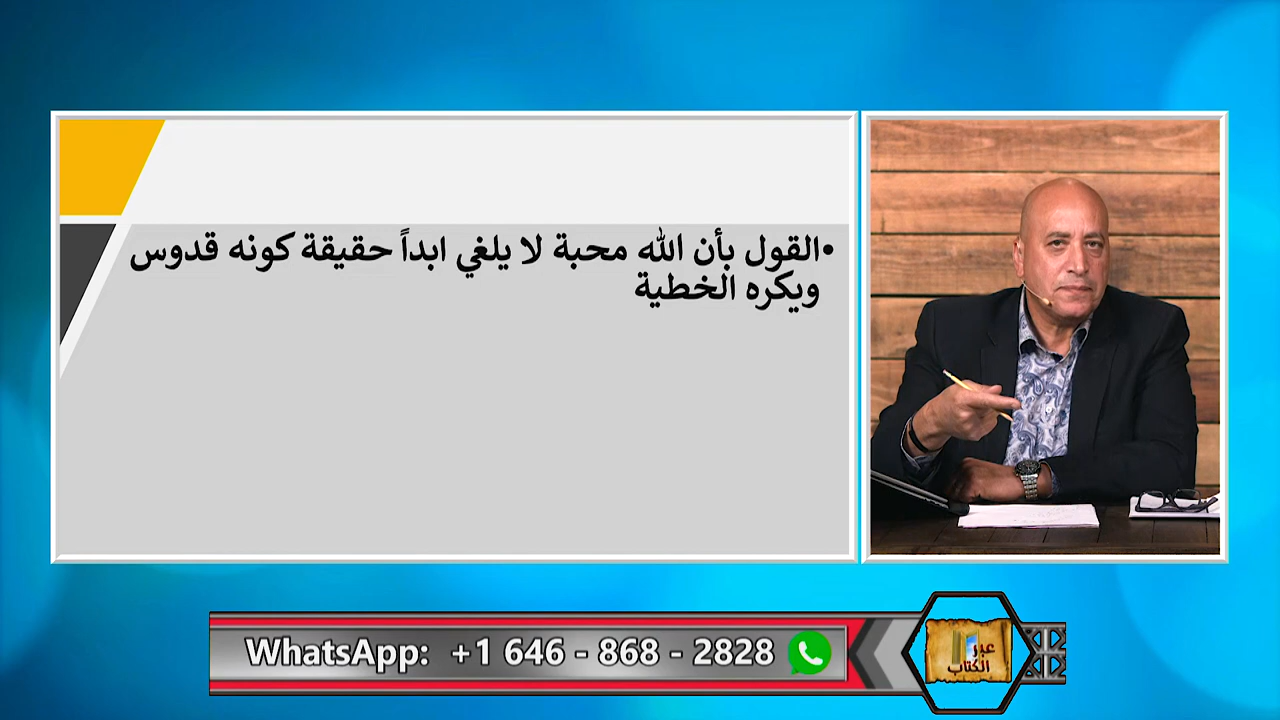 •القول بأن الله محبة لا يلغي ابداً حقيقة كونه قدوس
ويكره الخطية
WhatsApp: +1 646 - 868 - 2828
عبر
الكتاب